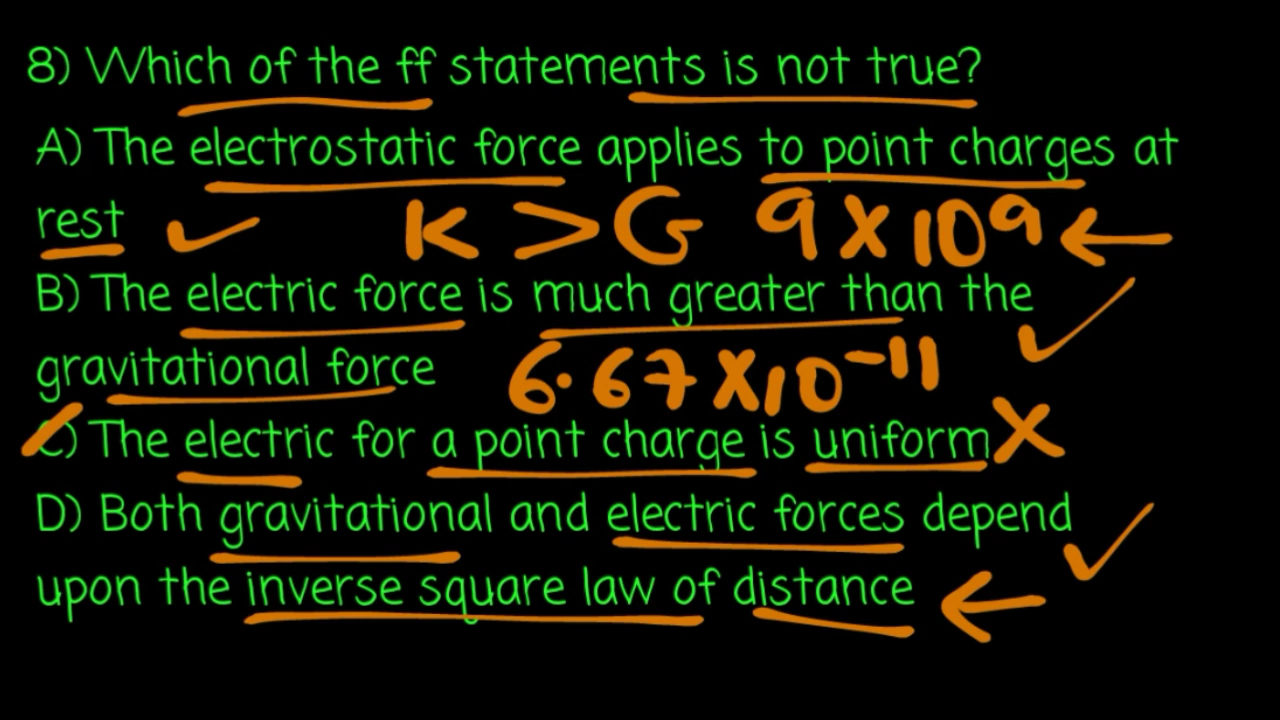 8) Which of the ff statements is not true?
A) The electrostatic force applies to point charges at
rest ✓ K > G 9 X 10⁹ ←
B) The electric force is much greater than the
gravitational force 6.67 X 10⁻¹¹ ✓
C) The electric for a point charge is uniform X
D) Both gravitational and electric forces depend ✓
upon the inverse square law of distance ←